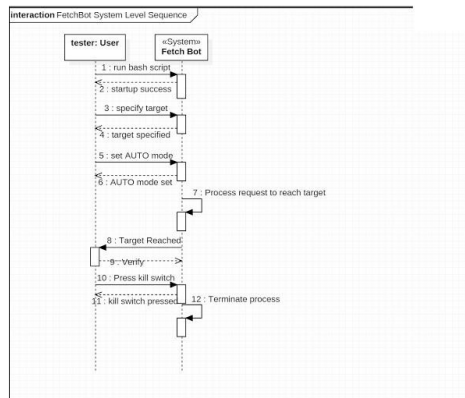 interaction FetchBot System Level Sequence
tester: User
«System»
Fetch Bot
1 : run bash script
2 : startup success
3 : specify target
4 : target specified
5 : set AUTO mode
6 : AUTO mode set
7 : Process request to reach target
8 : Target Reached
9 : Verify
10 : Press kill switch
11 : kill switch pressed
12 : Terminate process